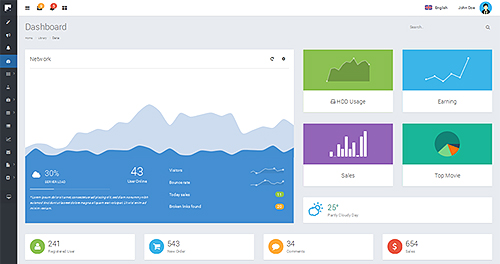 English
John Doe
Dashboard
Home
Library
Data
Search...
Network
30%
SERVER LOAD
43
User Online
Visitors
Bounce rate
Today sales
Broken links found
HDD Usage
Earning
Sales
Top Movie
25°
Partly Cloudy Day
241
Registered User
543
New Order
34
Comments
654
Sales